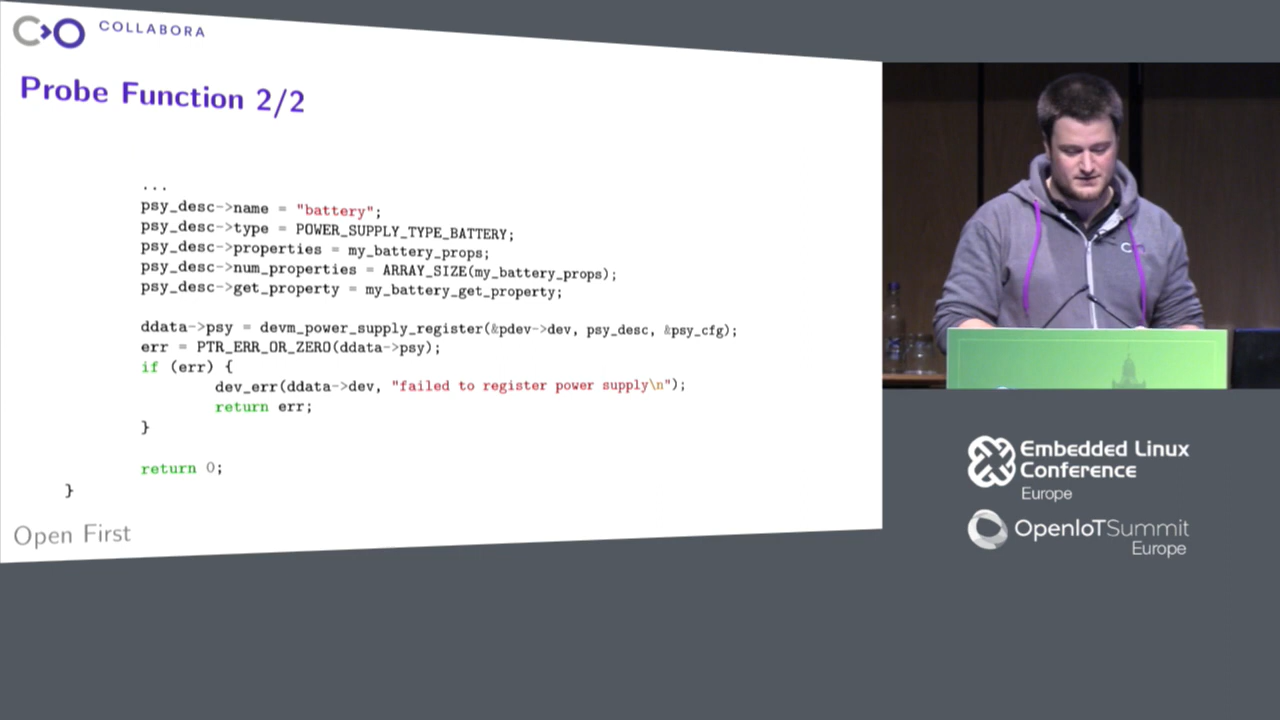 COLLABORA
Probe Function 2/2
...
psy_desc->name = "battery";
psy_desc->type = POWER_SUPPLY_TYPE_BATTERY;
psy_desc->properties = my_battery_props;
psy_desc->num_properties = ARRAY_SIZE(my_battery_props);
psy_desc->get_property = my_battery_get_property;
ddata->psy = devm_power_supply_register(&pdev->dev, psy_desc, &psy_cfg);
err = PTR_ERR_OR_ZERO(ddata->psy);
if (err) {
dev_err(ddata->dev, "failed to register power supply\n");
return err;
}
return 0;
}
Open First
Embedded Linux
Conference
Europe
OpenIoTSummit
Europe